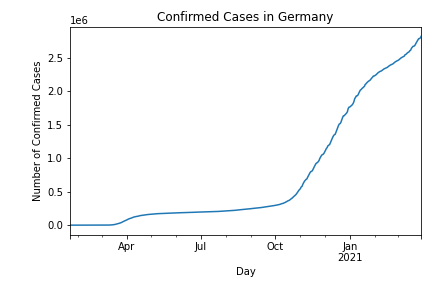 Confirmed Cases in Germany
1e6
2.5
2.0
1.5
1.0
0.5
0.0
Number of Confirmed Cases
Apr
Jul
Oct
Jan
2021
Day